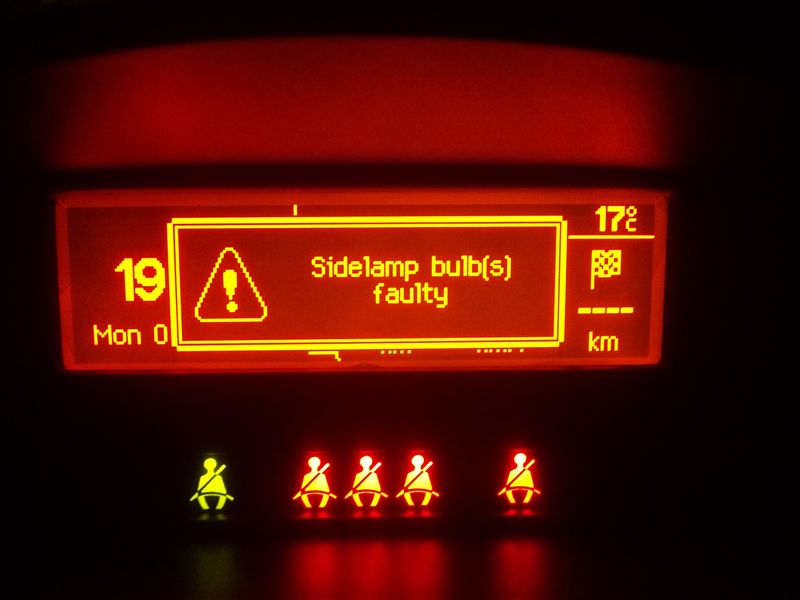 17°C
Sidelamp bulb(s)
faulty
19
Mon 0
----
km